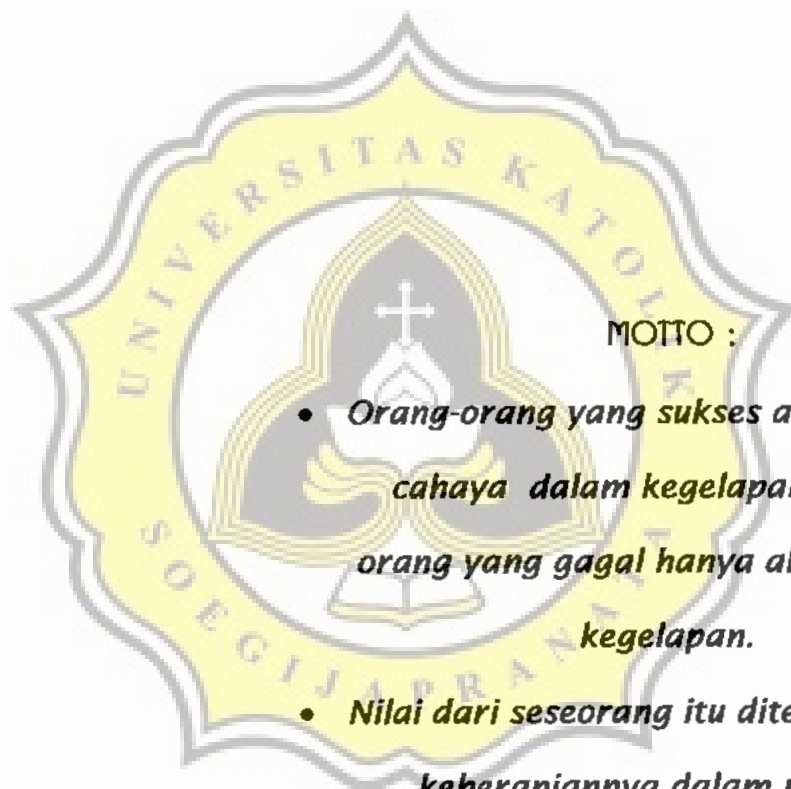 UNIVERSITAS KATOLIK
SOEGIJAPRANATA
MOTTO :
• Orang-orang yang sukses a
cahaya dalam kegelapa
orang yang gagal hanya a
kegelapan.
• Nilai dari seseorang itu dite
keberaniannya dalam